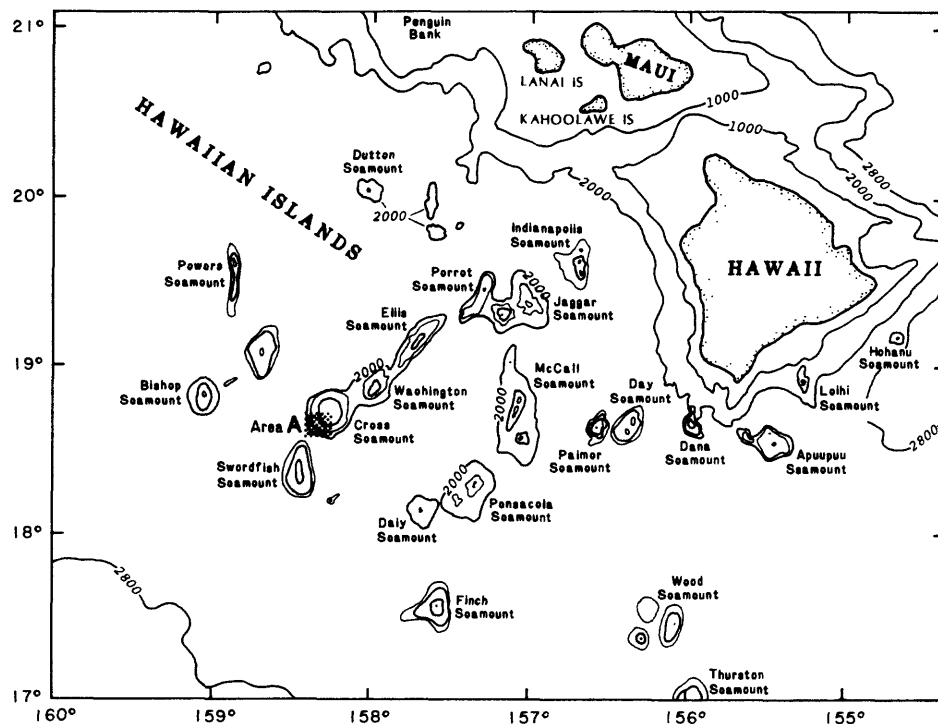 21°
Penguin
Bank
MAUI
LANAI IS
KAHOOLAWE IS
1000
1000
2000
2800
HAWAIIAN ISLANDS
Dutton
Seamount
20°
2000
2000
Indianapolis
Seamount
Powers
Seamount
HAWAII
Perret
Seamount
2000
Jaggar
Seamount
Ellis
Seamount
Hohanu
Seamount
19°
McCall
Seamount
Day
Seamount
Loihi
Seamount
Bishop
Seamount
2000
Washington
Seamount
2000
Area A
Cross
Seamount
Palmer
Seamount
Dana
Seamount
Apuupuu
Seamount
2800
Swordfish
Seamount
2000
Pensacola
Seamount
Daly
Seamount
18°
2800
Finch
Seamount
Wood
Seamount
Thurston
Seamount
17°
160°
159°
158°
157°
156°
155°